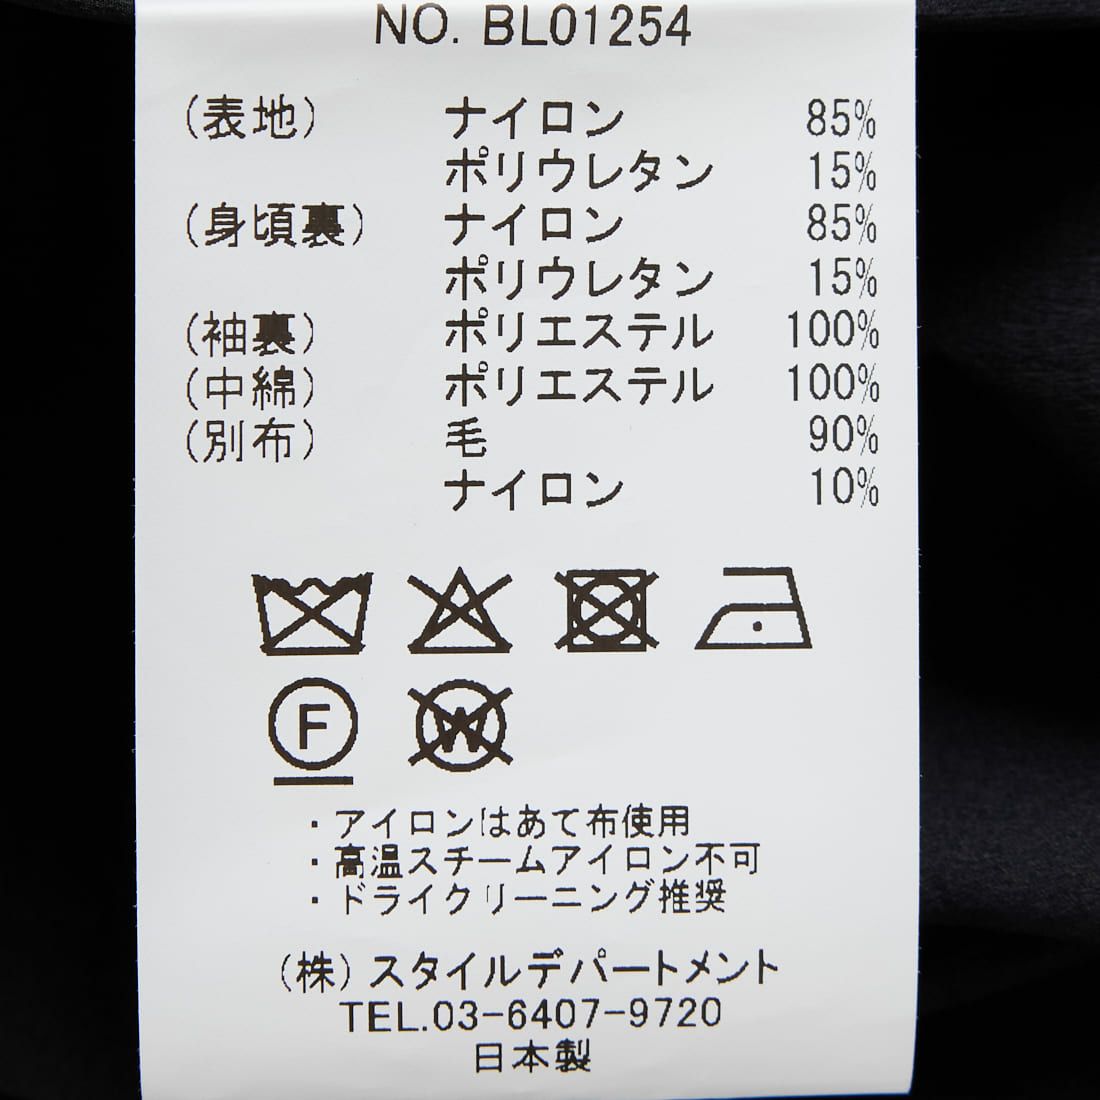 NO. BL01254
(表地) ナイロン 85%
ポリウレタン 15%
(身頃裏) ナイロン 85%
ポリウレタン 15%
(袖裏) ポリエステル 100%
(中綿) ポリエステル 100%
(別布) 毛 90%
ナイロン 10%
F W
・アイロンはあて布使用
・高温スチームアイロン不可
・ドライクリーニング推奨
(株)スタイルデパートメント
TEL.03-6407-9720
日本製